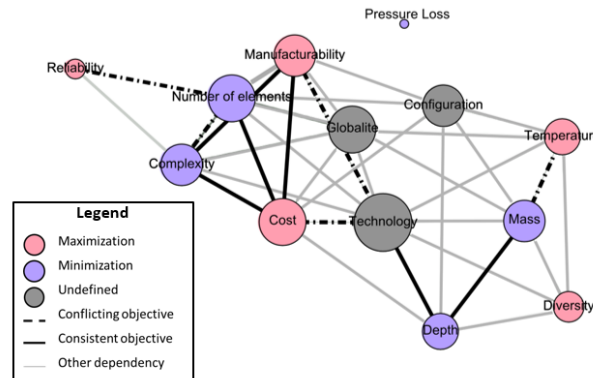 Pressure Loss
Manufacturability
Reliability
Number of elements
Configuration
Globalite
Temperatur
Complexity
Cost
Technology
Mass
Diversity
Depth
Legend
Maximization
Minimization
Undefined
Conflicting objective
Consistent objective
Other dependency